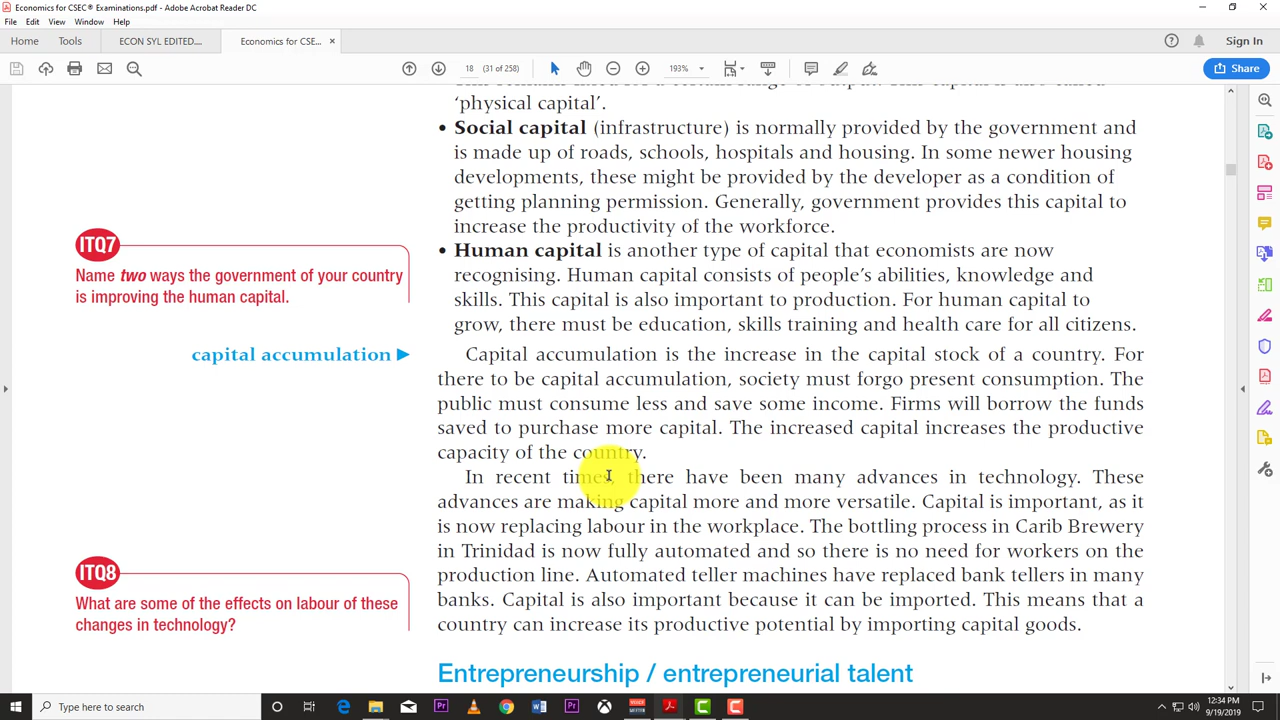 Economics for CSEC® Examinations.pdf - Adobe Acrobat Reader DC
File Edit View Window Help
Home Tools ECON SYL EDITED.... Economics for CSE... × Sign In
18 (31 of 258) 193% Share
'physical capital'.
• Social capital (infrastructure) is normally provided by the government and
is made up of roads, schools, hospitals and housing. In some newer housing
developments, these might be provided by the developer as a condition of
getting planning permission. Generally, government provides this capital to
increase the productivity of the workforce.
ITQ7
Name two ways the government of your country
is improving the human capital.
• Human capital is another type of capital that economists are now
recognising. Human capital consists of people's abilities, knowledge and
skills. This capital is also important to production. For human capital to
grow, there must be education, skills training and health care for all citizens.
capital accumulation ▶
Capital accumulation is the increase in the capital stock of a country. For
there to be capital accumulation, society must forgo present consumption. The
public must consume less and save some income. Firms will borrow the funds
saved to purchase more capital. The increased capital increases the productive
capacity of the country.
In recent times, there have been many advances in technology. These
advances are making capital more and more versatile. Capital is important, as it
is now replacing labour in the workplace. The bottling process in Carib Brewery
in Trinidad is now fully automated and so there is no need for workers on the
production line. Automated teller machines have replaced bank tellers in many
banks. Capital is also important because it can be imported. This means that a
country can increase its productive potential by importing capital goods.
ITQ8
What are some of the effects on labour of these
changes in technology?
Entrepreneurship / entrepreneurial talent
Type here to search
12:34 PM
9/19/2019